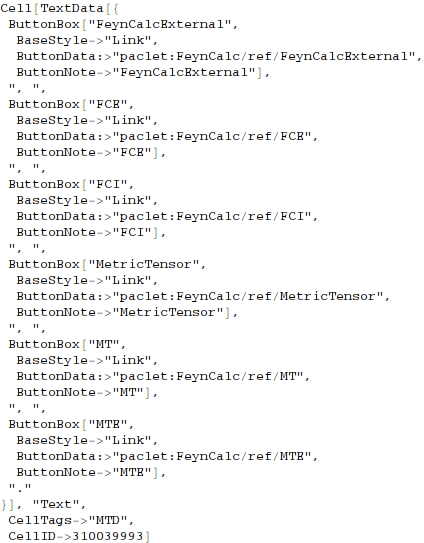 Cell[TextData[{
 ButtonBox["FeynCalcExternal",
  BaseStyle->"Link",
  ButtonData:>"paclet:FeynCalc/ref/FeynCalcExternal",
  ButtonNote->"FeynCalcExternal"],
 ", ",
 ButtonBox["FCE",
  BaseStyle->"Link",
  ButtonData:>"paclet:FeynCalc/ref/FCE",
  ButtonNote->"FCE"],
 ", ",
 ButtonBox["FCI",
  BaseStyle->"Link",
  ButtonData:>"paclet:FeynCalc/ref/FCI",
  ButtonNote->"FCI"],
 ", ",
 ButtonBox["MetricTensor",
  BaseStyle->"Link",
  ButtonData:>"paclet:FeynCalc/ref/MetricTensor",
  ButtonNote->"MetricTensor"],
 ", ",
 ButtonBox["MT",
  BaseStyle->"Link",
  ButtonData:>"paclet:FeynCalc/ref/MT",
  ButtonNote->"MT"],
 ", ",
 ButtonBox["MTE",
  BaseStyle->"Link",
  ButtonData:>"paclet:FeynCalc/ref/MTE",
  ButtonNote->"MTE"],
 "."
}], "Text",
 CellTags->"MTD",
 CellID->310039993]